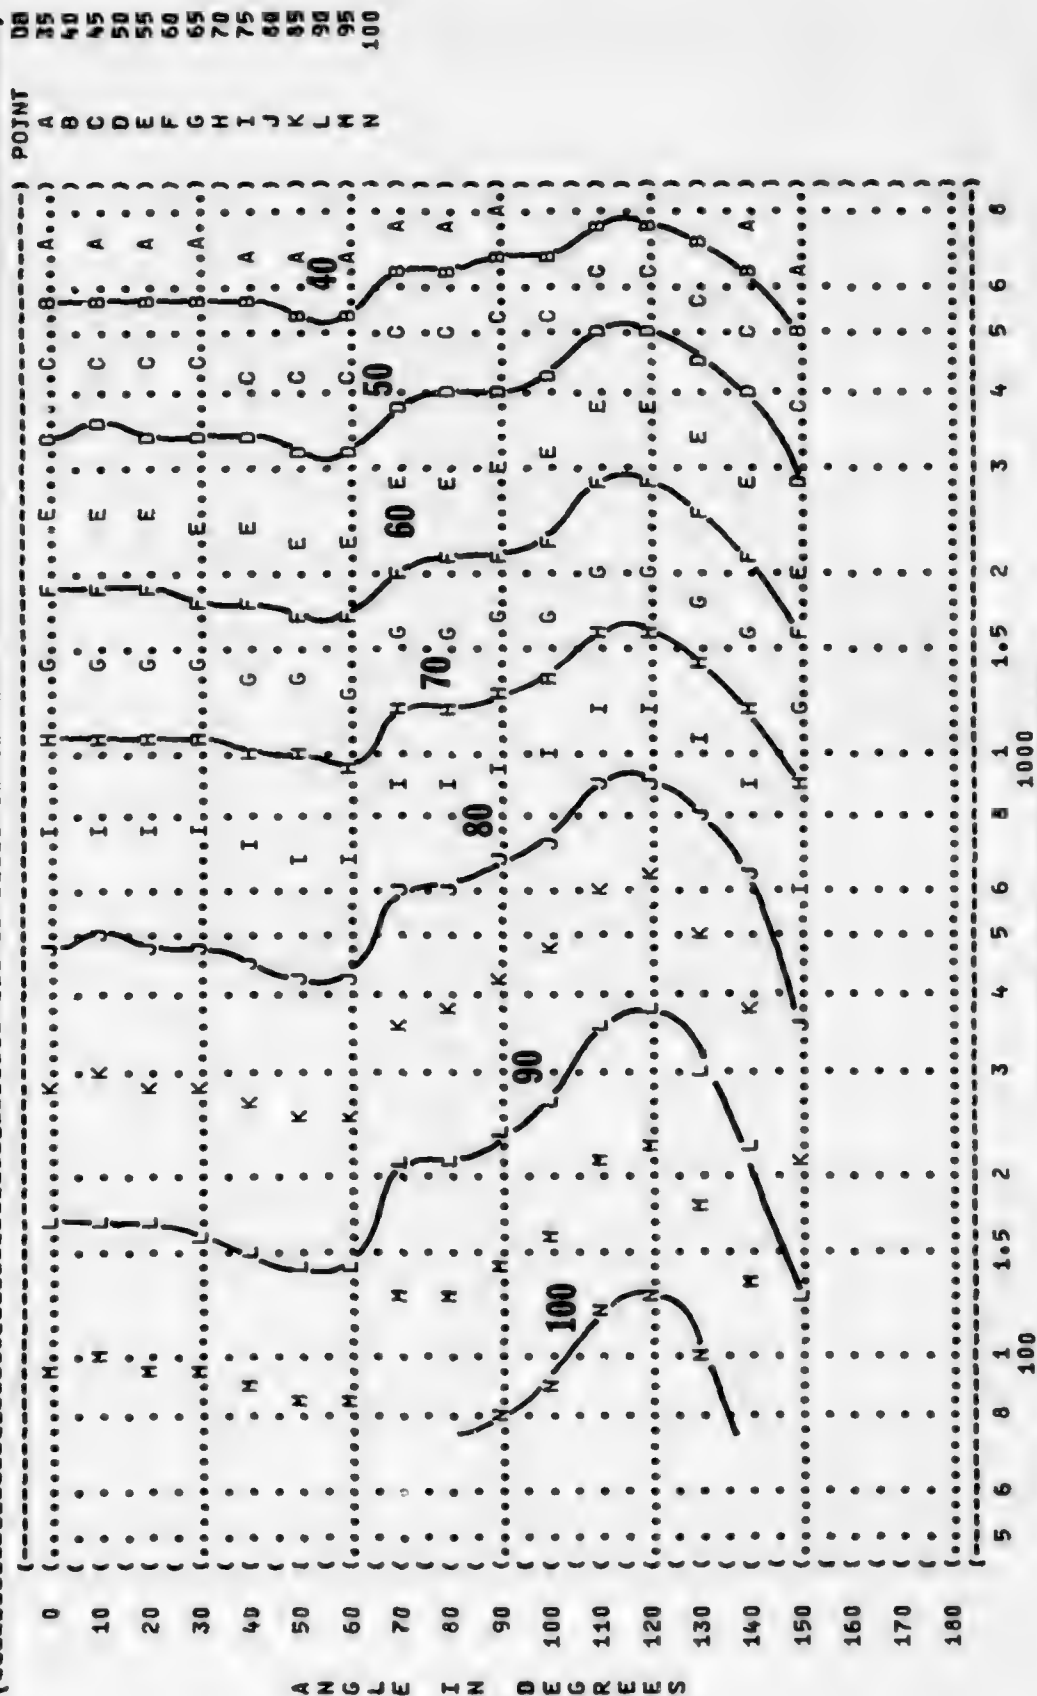 POINT DB
0 M L K J I H G F E D C B A A 35
B 40
10 M L K J I H G F E D C B A C 45
D 50
20 M L K J I H G F E D C B A E 55
F 60
30 M L K J I H G F E D C B A G 65
H 70
40 M L K J I H G F E D C B A I 75
J 80
A 50 M L K J I H G F E D C B A K 85
N 40 L 90
G 60 M L K J I H G F E D C B A M 95
L 50 N 100
E 70 M L K J I H G F 60 E D C B A
70
I 80 M L K J I H G F E D C B A
N 80
90 N M L K J I H G F E D C B A
D 90
E 100 N M L K J I H G F E D C B
G 100
R 110 N M L K J I H G F E D C B
E
E 120 N M L K J I H G F E D C B
S
130 N M L K J I H G F E D C B
140 M L K J I H G F E D C B A
150 L K J I H G F E D C B A
160
170
180
5 6 8 1 1.5 2 3 4 5 6 8 1 1.5 2 3 4 5 6 8
100 1000